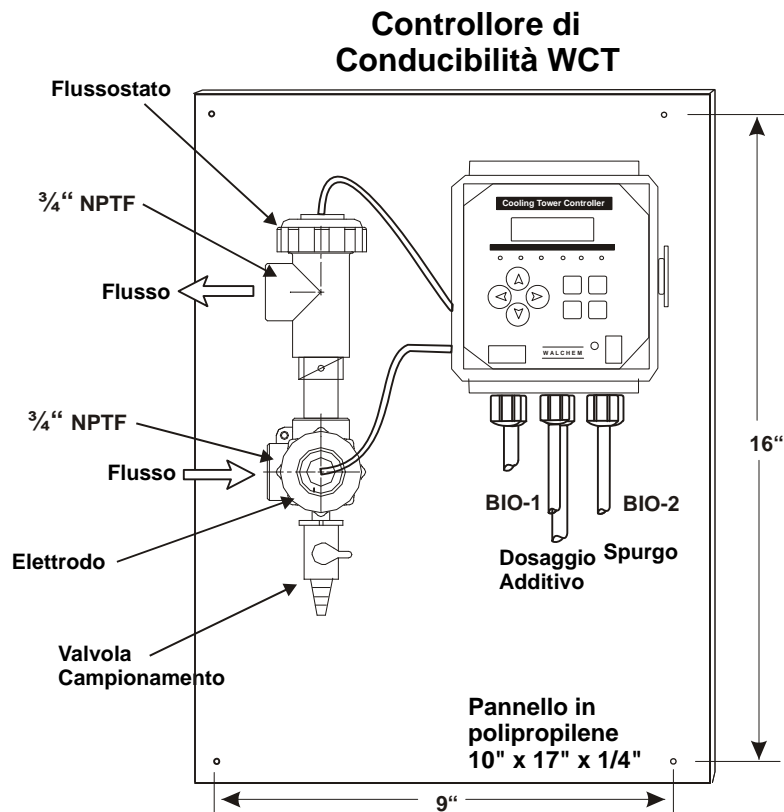 Controllore di
Conducibilità WCT
Flussostato
¾“ NPTF
Cooling Tower Controller
Flusso
WALCHEM
¾“ NPTF
16“
Flusso
BIO-1
BIO-2
Dosaggio
Additivo
Spurgo
Elettrodo
Valvola
Campionamento
Pannello in
polipropilene
10" x 17" x 1/4"
9“